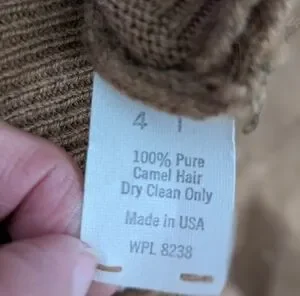 4
100% Pure
Camel Hair
Dry Clean Only
Made in USA
WPL 8238